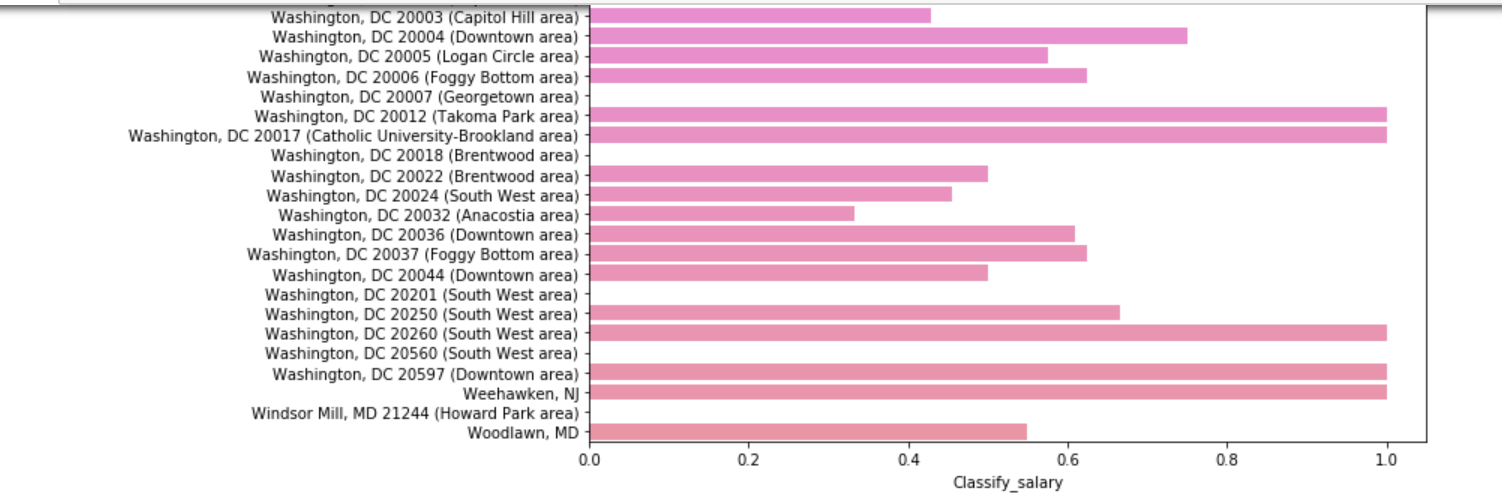 Washington, DC 20003 (Capitol Hill area)
Washington, DC 20004 (Downtown area)
Washington, DC 20005 (Logan Circle area)
Washington, DC 20006 (Foggy Bottom area)
Washington, DC 20007 (Georgetown area)
Washington, DC 20012 (Takoma Park area)
Washington, DC 20017 (Catholic University-Brookland area)
Washington, DC 20018 (Brentwood area)
Washington, DC 20022 (Brentwood area)
Washington, DC 20024 (South West area)
Washington, DC 20032 (Anacostia area)
Washington, DC 20036 (Downtown area)
Washington, DC 20037 (Foggy Bottom area)
Washington, DC 20044 (Downtown area)
Washington, DC 20201 (South West area)
Washington, DC 20250 (South West area)
Washington, DC 20260 (South West area)
Washington, DC 20560 (South West area)
Washington, DC 20597 (Downtown area)
Weehawken, NJ
Windsor Mill, MD 21244 (Howard Park area)
Woodlawn, MD
0.0 0.2 0.4 0.6 0.8 1.0
Classify_salary